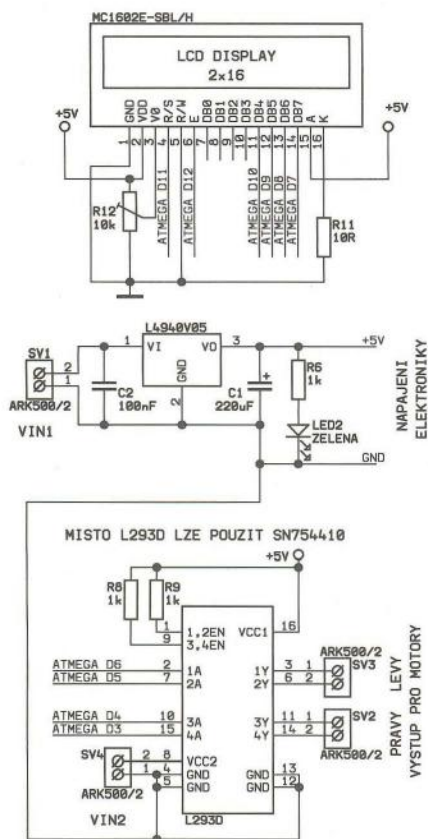 MC1602E-SBL/H
LCD DISPLAY
2x16
GND VDD V0 R/S R/W E DB0 DB1 DB2 DB3 DB4 DB5 DB6 DB7 A K
1 2 3 4 5 6 7 8 9 10 11 12 13 14 15 16
+5V
+5V
ATMEGA D11
ATMEGA D12
ATMEGA D10
ATMEGA D9
ATMEGA D8
ATMEGA D7
R12
10k
R11
10R
L4940V05
SV1
2
1
ARK500/2
VIN1
1
VI
VO
3
GND
2
C2
100nF
C1
220uF
+
R6
1k
LED2
ZELENA
+5V
GND
NAPAJENI
ELEKTRONIKY
MISTO L293D LZE POUZIT SN754410
+5V
R8
1k
R9
1k
1 1,2EN
9 3,4EN
VCC1 16
ATMEGA D6 2 1A
ATMEGA D5 7 2A
1Y 3 1
2Y 6 2
ARK500/2
SV3
ATMEGA D4 10 3A
ATMEGA D3 15 4A
3Y 11 1
4Y 14 2
SV2
ARK500/2
PRAVY LEVY
VYSTUP PRO MOTORY
SV4
2 8 VCC2
1 4 GND
5 GND
GND 13
GND 12
ARK500/2
VIN2
L293D